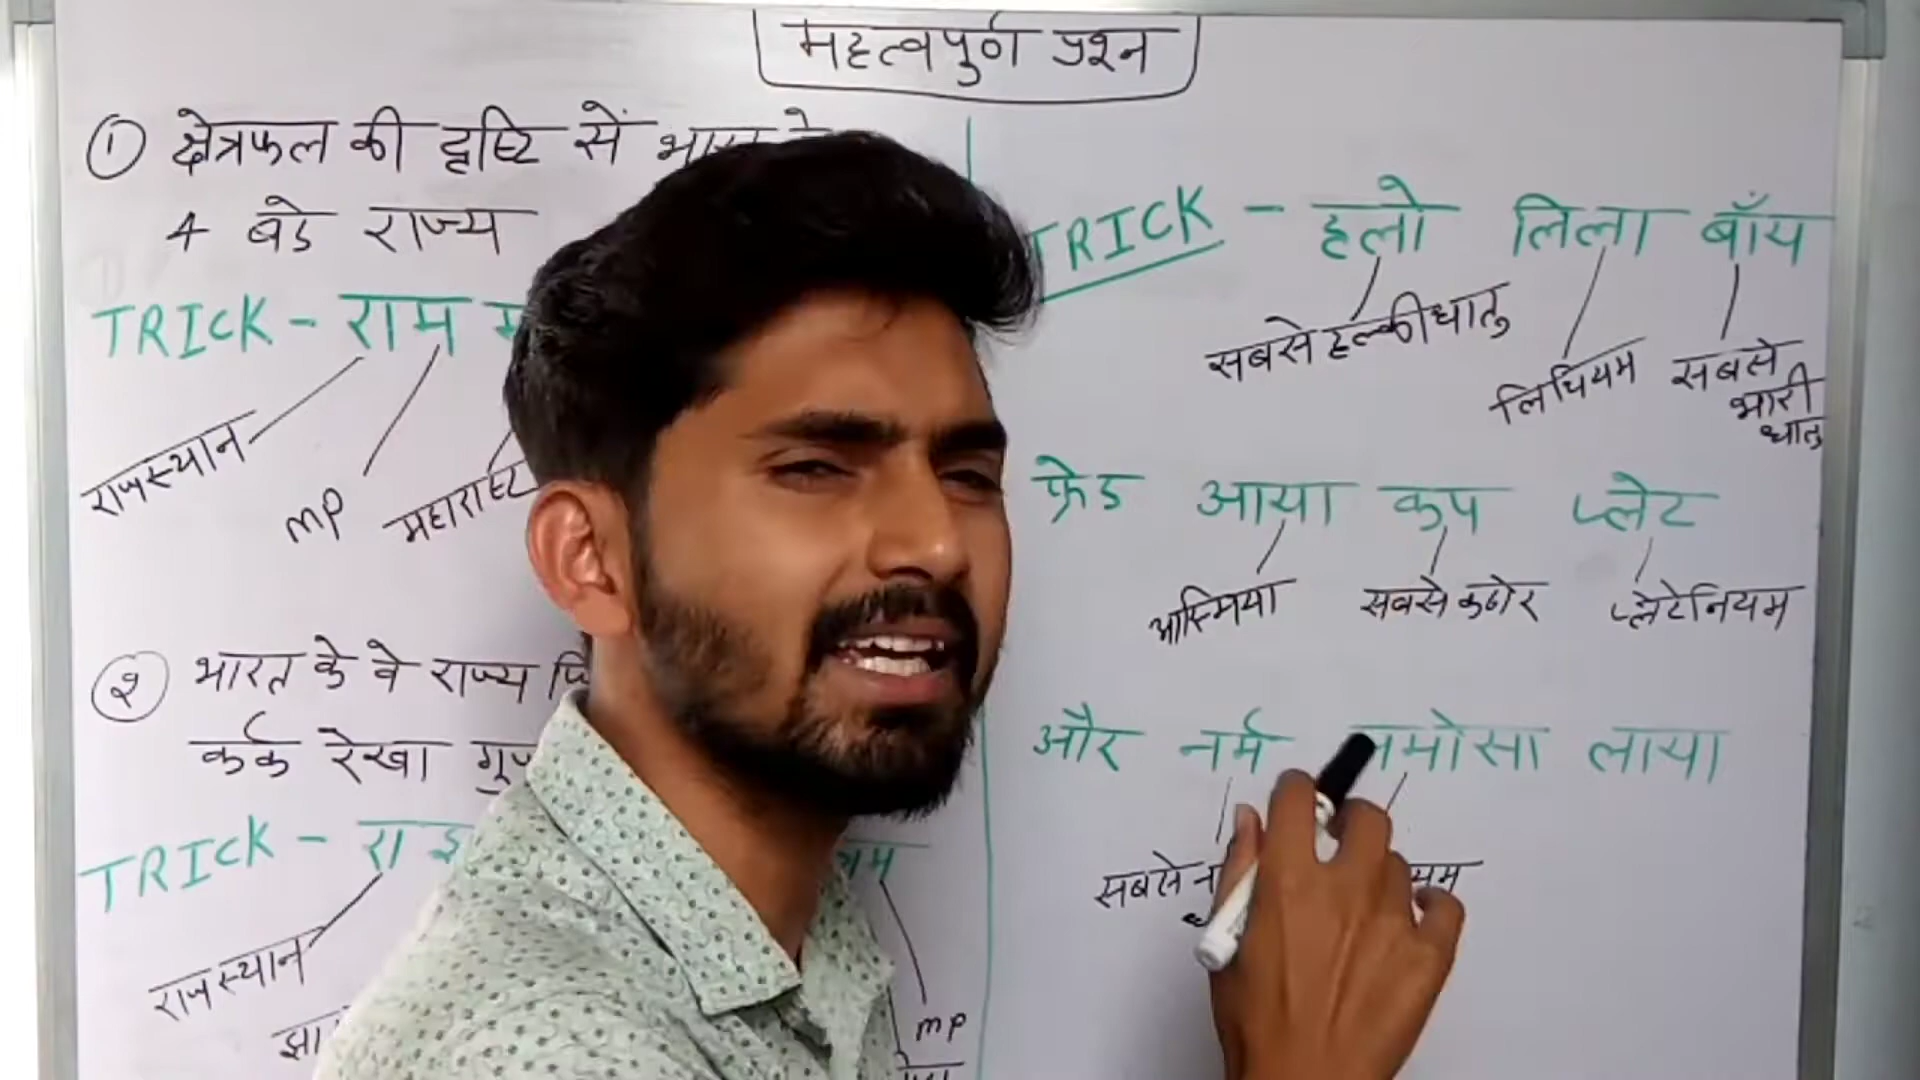 महत्वपुर्ण प्रश्न
① क्षेत्रफल की दृष्टि सें
4 बडे राज्य
TRICK - राम
राजस्थान
MP
महाराष्ट
② भारत के वे राज्य
कर्क रेखा
TRICK - रा
राजस्थान
MP
TRICK - हलो लिला बॉय
सबसे हल्की धातु
लिथियम
सबसे
भारी
धातु
फ्रेड आया कप प्लेट
आस्मिया
सबसे कठोर
प्लेटेनियम
और नर्म समोसा लाया
सबसे